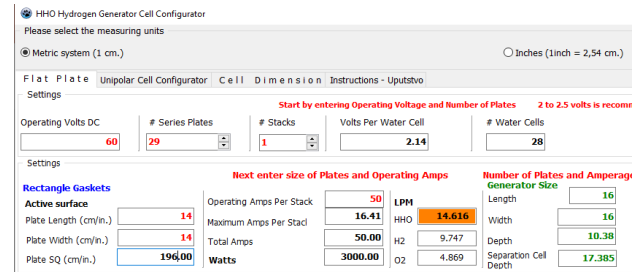 HHO Hydrogen Generator Cell Configurator
Please select the measuring units
Metric system (1 cm.) Inches (1inch = 2,54 cm.)
Flat Plate Unipolar Cell Configurator Cell Dimension Instructions - Uputstvo
Settings
Start by entering Operating Voltage and Number of Plates 2 to 2.5 volts is recomm
Operating Volts DC # Series Plates # Stacks Volts Per Water Cell # Water Cells
60 29 1 2.14 28
Settings
Next enter size of Plates and Operating Amps Number of Plates and Amperage
Rectangle Gaskets Generator Size
Active surface Operating Amps Per Stack 50 LPM Length 16
Plate Length (cm/in.) 14 Maximum Amps Per Stacl 16.41 HHO 14.616 Width 16
Plate Width (cm/in.) 14 Total Amps 50.00 H2 9.747 Depth 10.38
Plate SQ (cm/in.) 196,00 Watts 3000.00 O2 4.869 Separation Cell Depth 17.385